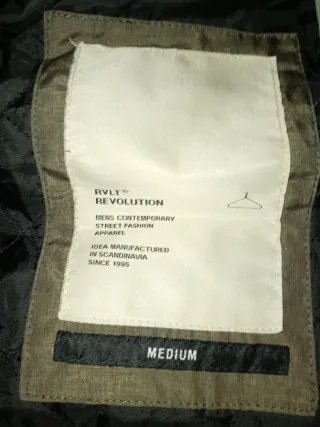 RVLT®
REVOLUTION
MENS CONTEMPORARY
STREET FASHION
APPAREL
IDEA MANUFACTURED
IN SCANDINAVIA
SINCE 1995
MEDIUM